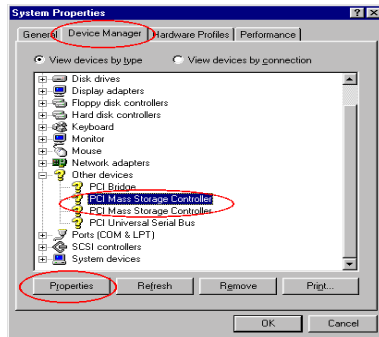 System Properties
General Device Manager Hardware Profiles Performance
View devices by type View devices by connection
Disk drives
Display adapters
Floppy disk controllers
Hard disk controllers
Keyboard
Monitor
Mouse
Network adapters
Other devices
PCI Bridge
PCI Mass Storage Controller
PCI Mass Storage Controller
PCI Universal Serial Bus
Ports (COM & LPT)
SCSI controllers
System devices
Properties Refresh Remove Print...
OK Cancel